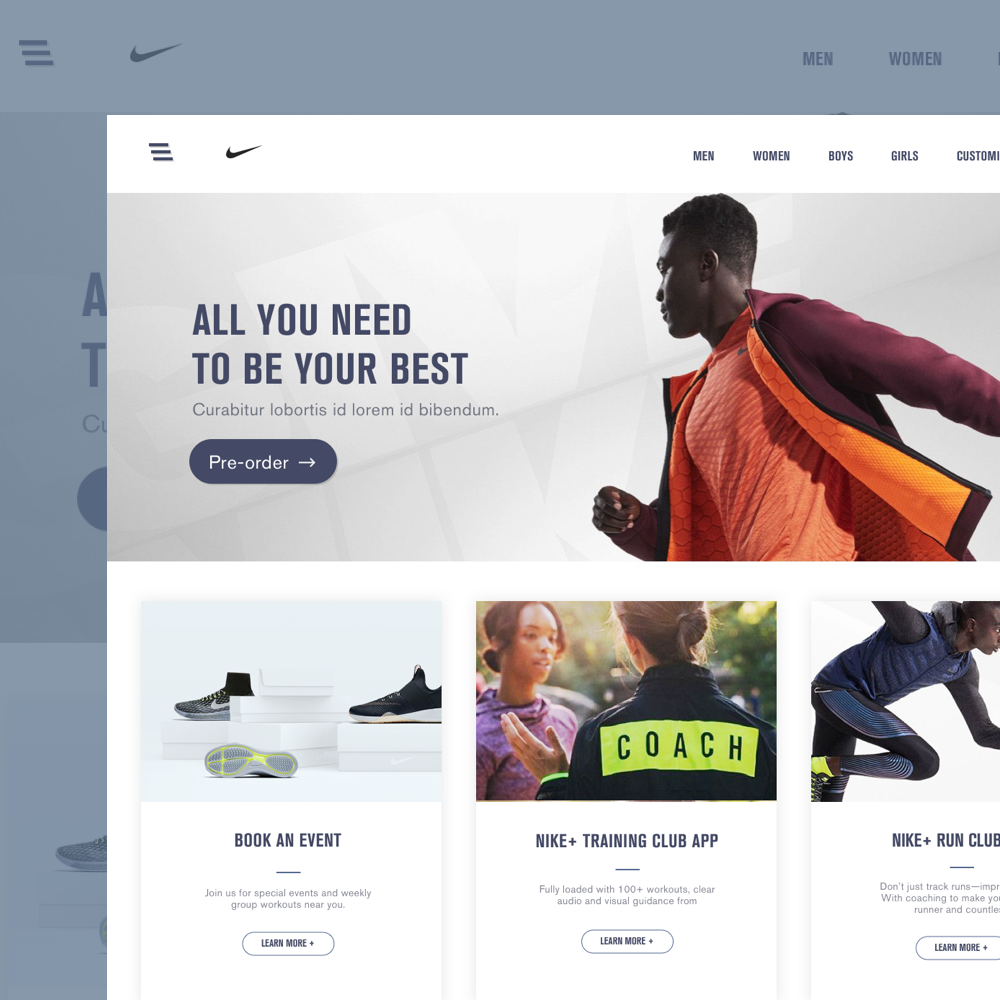 MEN
WOMEN
MEN
WOMEN
BOYS
GIRLS
CUSTOMI
A
T
Cu
ALL YOU NEED
TO BE YOUR BEST
Curabitur lobortis id lorem id bibendum.
Pre-order →
COACH
BOOK AN EVENT
Join us for special events and weekly
group workouts near you.
LEARN MORE +
NIKE+ TRAINING CLUB APP
Fully loaded with 100+ workouts, clear
audio and visual guidance from
LEARN MORE +
NIKE+ RUN CLUB
Don't just track runs—impr
With coaching to make you
runner and countle
LEARN MORE +